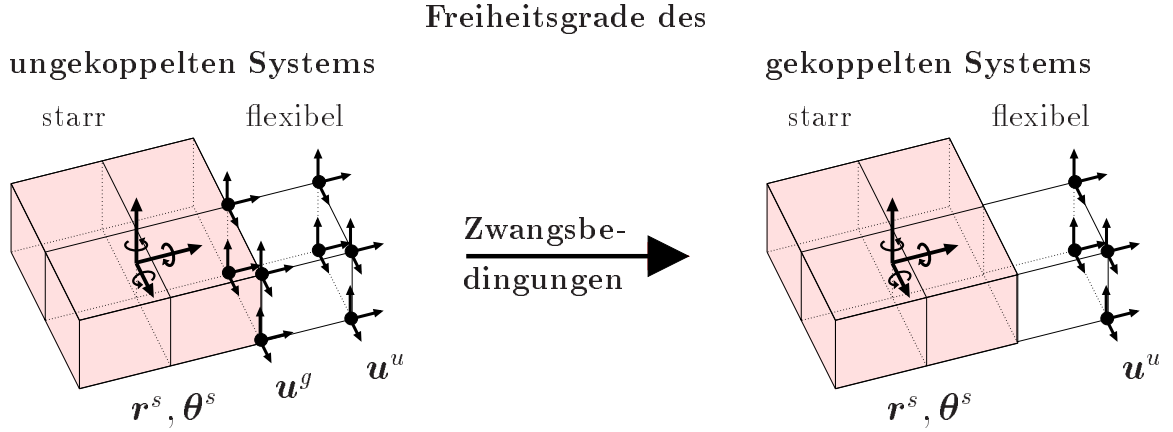 Freiheitsgrade des
ungekoppelten Systems
gekoppelten Systems
starr
flexibel
starr
flexibel
Zwangsbe-
dingungen
u^u
u^g
r^s, θ^s
u^u
r^s, θ^s